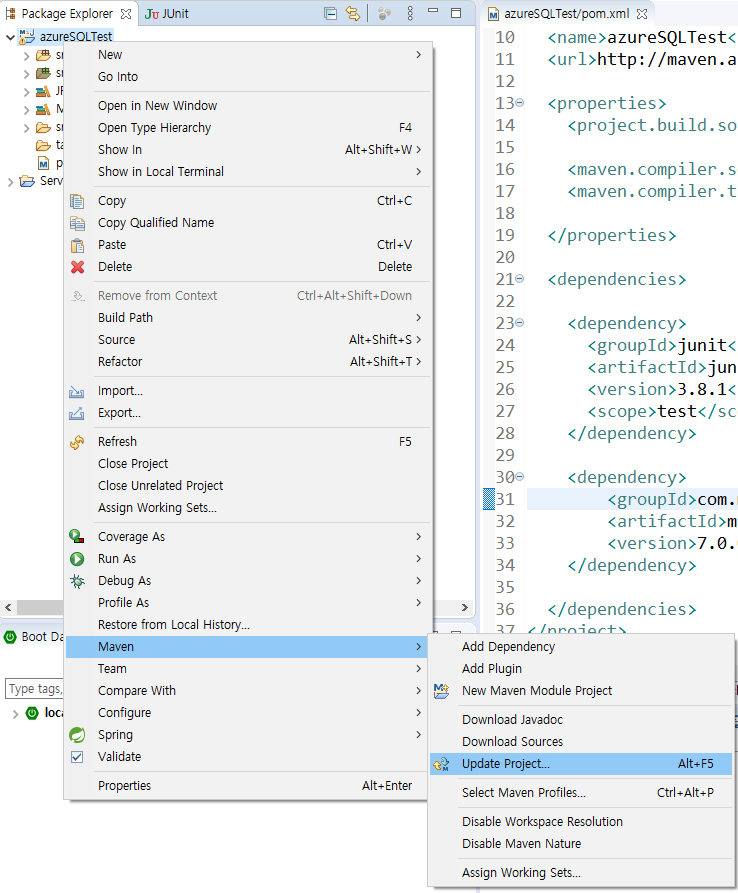 Package Explorer
JUnit
azureSQLTest
Serv
Boot Da
Type tags,
loca
New
Go Into
Open in New Window
Open Type Hierarchy F4
Show In Alt+Shift+W
Show in Local Terminal
Copy Ctrl+C
Copy Qualified Name
Paste Ctrl+V
Delete Delete
Remove from Context Ctrl+Alt+Shift+Down
Build Path
Source Alt+Shift+S
Refactor Alt+Shift+T
Import...
Export...
Refresh F5
Close Project
Close Unrelated Project
Assign Working Sets...
Coverage As
Run As
Debug As
Profile As
Restore from Local History...
Maven
Team
Compare With
Configure
Spring
Validate
Properties Alt+Enter
Add Dependency
Add Plugin
New Maven Module Project
Download Javadoc
Download Sources
Update Project... Alt+F5
Select Maven Profiles... Ctrl+Alt+P
Disable Workspace Resolution
Disable Maven Nature
Assign Working Sets...
azureSQLTest/pom.xml
10 <name>azureSQLTest<
11 <url>http://maven.a
12
13 <properties>
14 <project.build.so
15
16 <maven.compiler.s
17 <maven.compiler.t
18
19 </properties>
20
21 <dependencies>
22
23 <dependency>
24 <groupId>junit<
25 <artifactId>jun
26 <version>3.8.1<
27 <scope>test</sc
28 </dependency>
29
30 <dependency>
31 <groupId>com.
32 <artifactId>m
33 <version>7.0.
34 </dependency>
35
36 </dependencies>
37 </project>